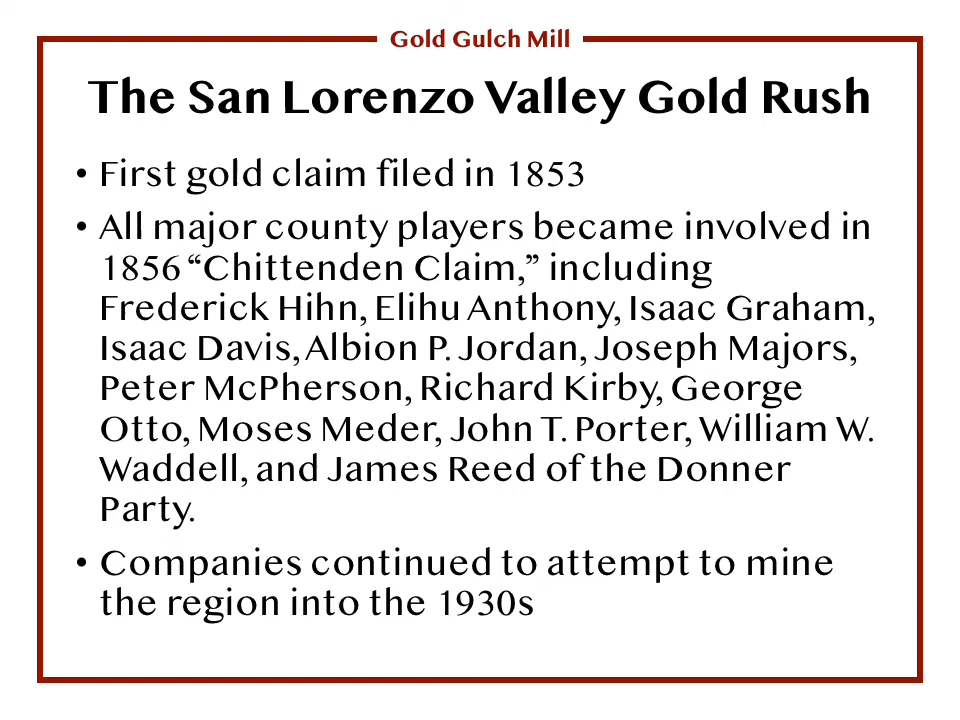 Gold Gulch Mill
The San Lorenzo Valley Gold Rush
• First gold claim filed in 1853
• All major county players became involved in
1856 “Chittenden Claim,” including
Frederick Hihn, Elihu Anthony, Isaac Graham,
Isaac Davis, Albion P. Jordan, Joseph Majors,
Peter McPherson, Richard Kirby, George
Otto, Moses Meder, John T. Porter, William W.
Waddell, and James Reed of the Donner
Party.
• Companies continued to attempt to mine
the region into the 1930s